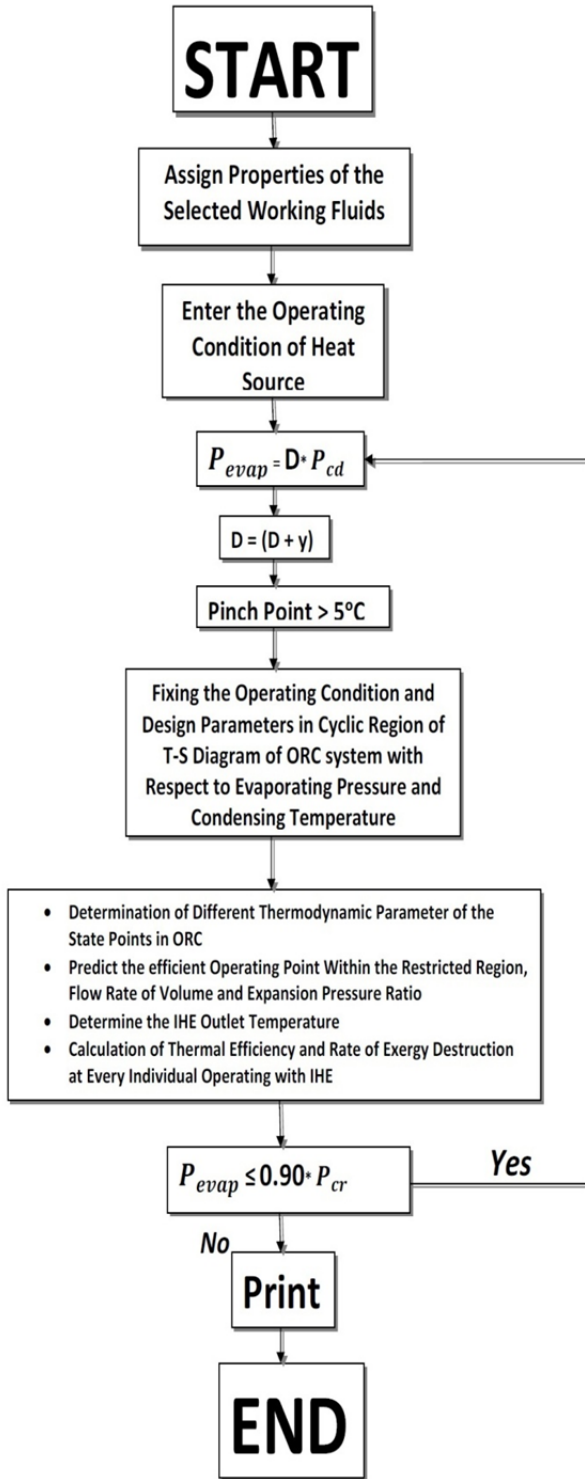 START
Assign Properties of the
Selected Working Fluids
Enter the Operating
Condition of Heat
Source
P_evap = D* P_cd
D = (D + y)
Pinch Point > 5°C
Fixing the Operating Condition and
Design Parameters in Cyclic Region of
T-S Diagram of ORC system with
Respect to Evaporating Pressure and
Condensing Temperature
• Determination of Different Thermodynamic Parameter of the
State Points in ORC
• Predict the efficient Operating Point Within the Restricted Region,
Flow Rate of Volume and Expansion Pressure Ratio
• Determine the IHE Outlet Temperature
• Calculation of Thermal Efficiency and Rate of Exergy Destruction
at Every Individual Operating with IHE
P_evap ≤ 0.90* P_cr
Yes
No
Print
END